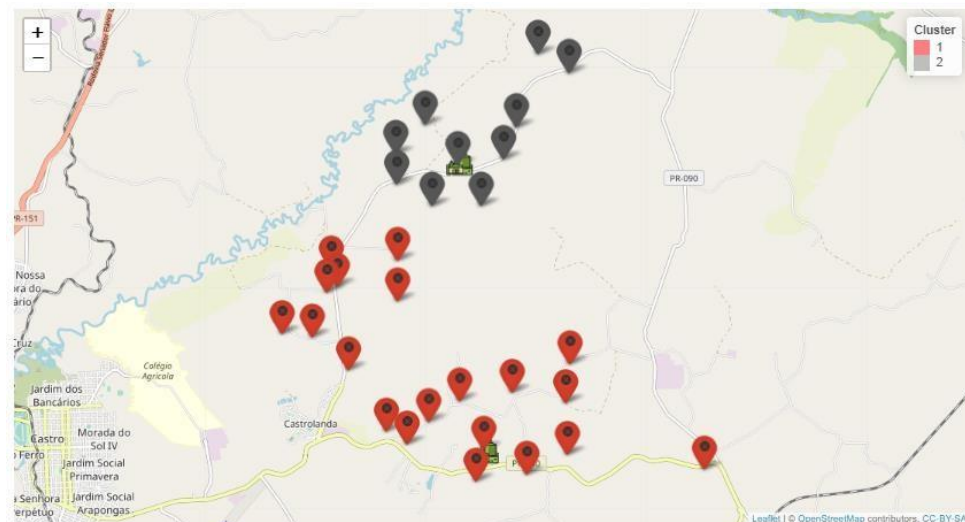 +
−
Cluster
1
2
PR-090
PR-151
Nossa
ora do
ário
Cruz
Colégio
Agrícola
Jardim dos
Bancários
Castro
Morada do
Sol IV
o Ferro
Jardim Social
Primavera
Castrolanda
a Senhora
erpétuo
Jardim Social
Arapongas
Leaflet | © OpenStreetMap contributors, CC-BY-SA